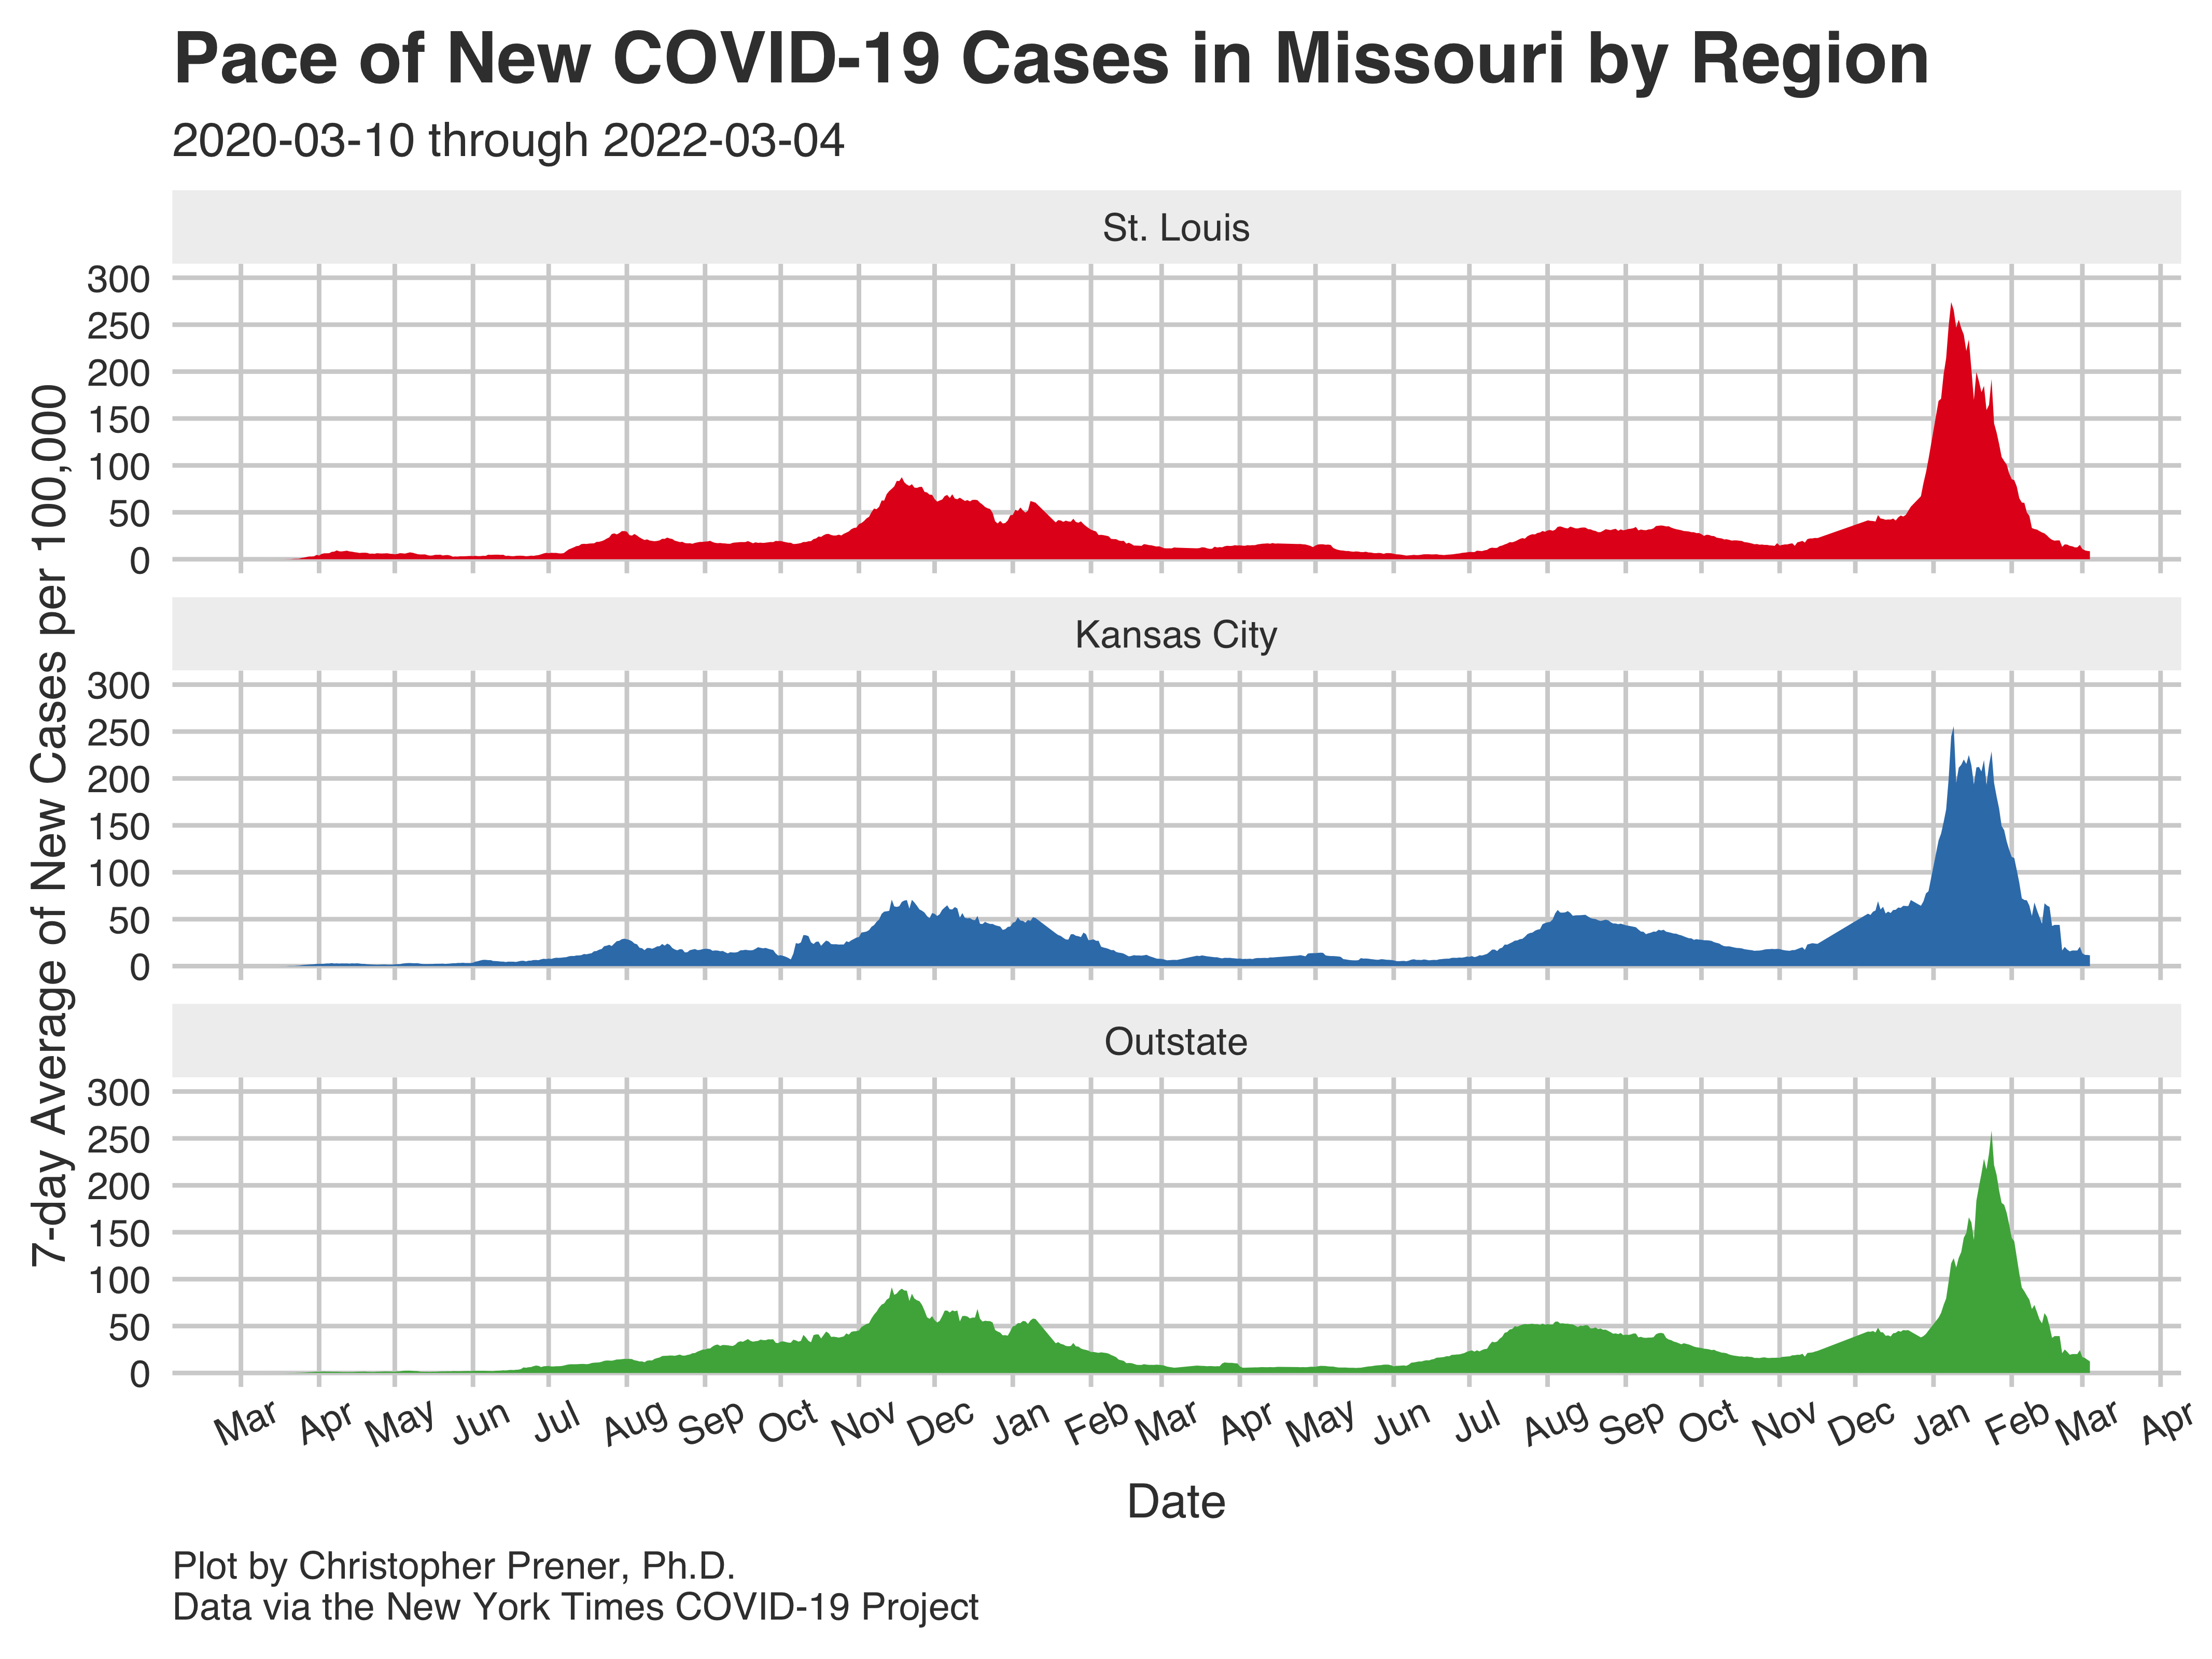 Pace of New COVID-19 Cases in Missouri by Region
2020-03-10 through 2022-03-04
7-day Average of New Cases per 100,000
St. Louis
300
250
200
150
100
50
0
Kansas City
300
250
200
150
100
50
0
Outstate
300
250
200
150
100
50
0
Mar Apr May Jun Jul Aug Sep Oct Nov Dec Jan Feb Mar Apr May Jun Jul Aug Sep Oct Nov Dec Jan Feb Mar Apr
Date
Plot by Christopher Prener, Ph.D.
Data via the New York Times COVID-19 Project